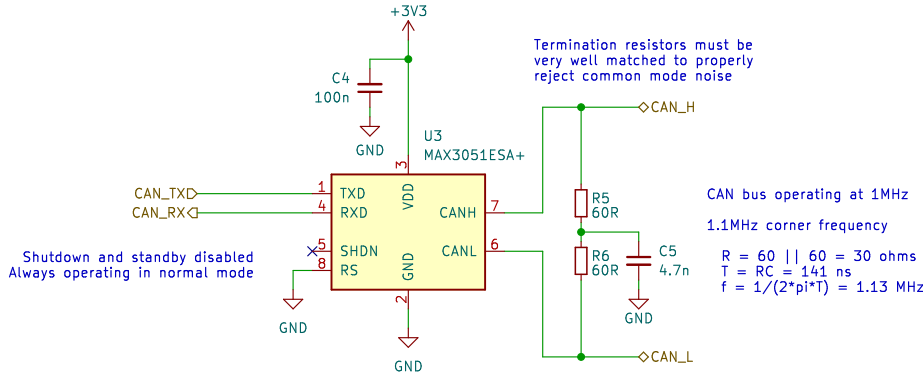 +3V3
Termination resistors must be
very well matched to properly
reject common mode noise
C4
100n
GND
CAN_H
U3
MAX3051ESA+
3
VDD
CAN_TX
1
TXD
CAN_RX
4
RXD
CANH
7
R5
60R
CAN bus operating at 1MHz
1.1MHz corner frequency
R = 60 || 60 = 30 ohms
T = RC = 141 ns
f = 1/(2*pi*T) = 1.13 MHz
Shutdown and standby disabled
Always operating in normal mode
5
SHDN
8
RS
CANL
6
GND
2
R6
60R
C5
4.7n
GND
GND
GND
CAN_L